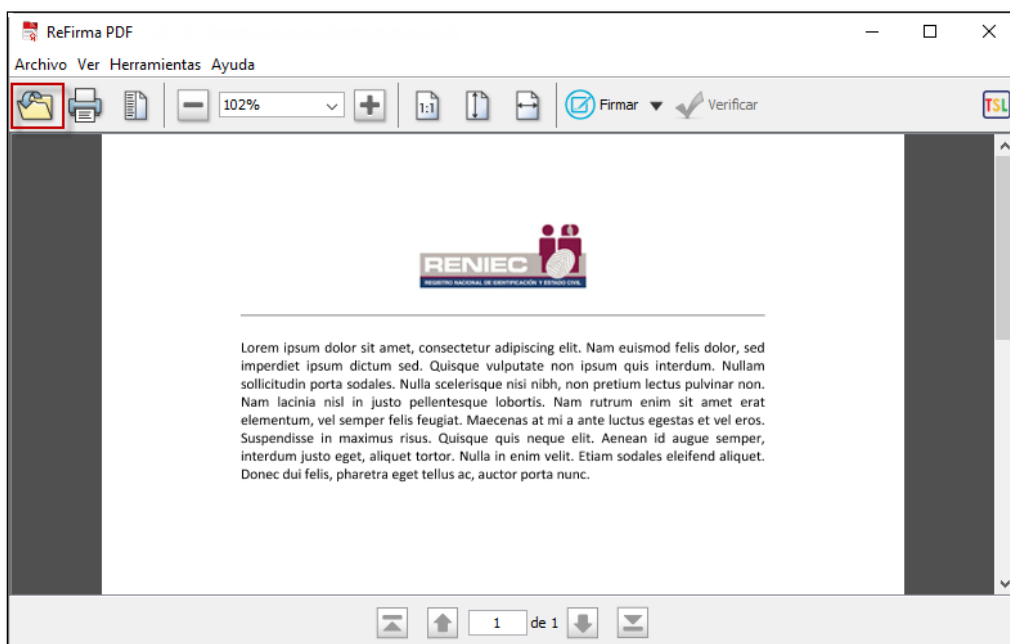 ReFirma PDF
Archivo Ver Herramientas Ayuda
102% 1:1 Firmar Verificar TSL
RENIEC
REGISTRO NACIONAL DE IDENTIFICACIÓN Y ESTADO CIVIL
Lorem ipsum dolor sit amet, consectetur adipiscing elit. Nam euismod felis dolor, sed
imperdiet ipsum dictum sed. Quisque vulputate non ipsum quis interdum. Nullam
sollicitudin porta sodales. Nulla scelerisque nisi nibh, non pretium lectus pulvinar non.
Nam lacinia nisl in justo pellentesque lobortis. Nam rutrum enim sit amet erat
elementum, vel semper felis feugiat. Maecenas at mi a ante luctus egestas et vel eros.
Suspendisse in maximus risus. Quisque quis neque elit. Aenean id augue semper,
interdum justo eget, aliquet tortor. Nulla in enim velit. Etiam sodales eleifend aliquet.
Donec dui felis, pharetra eget tellus ac, auctor porta nunc.
1 de 1